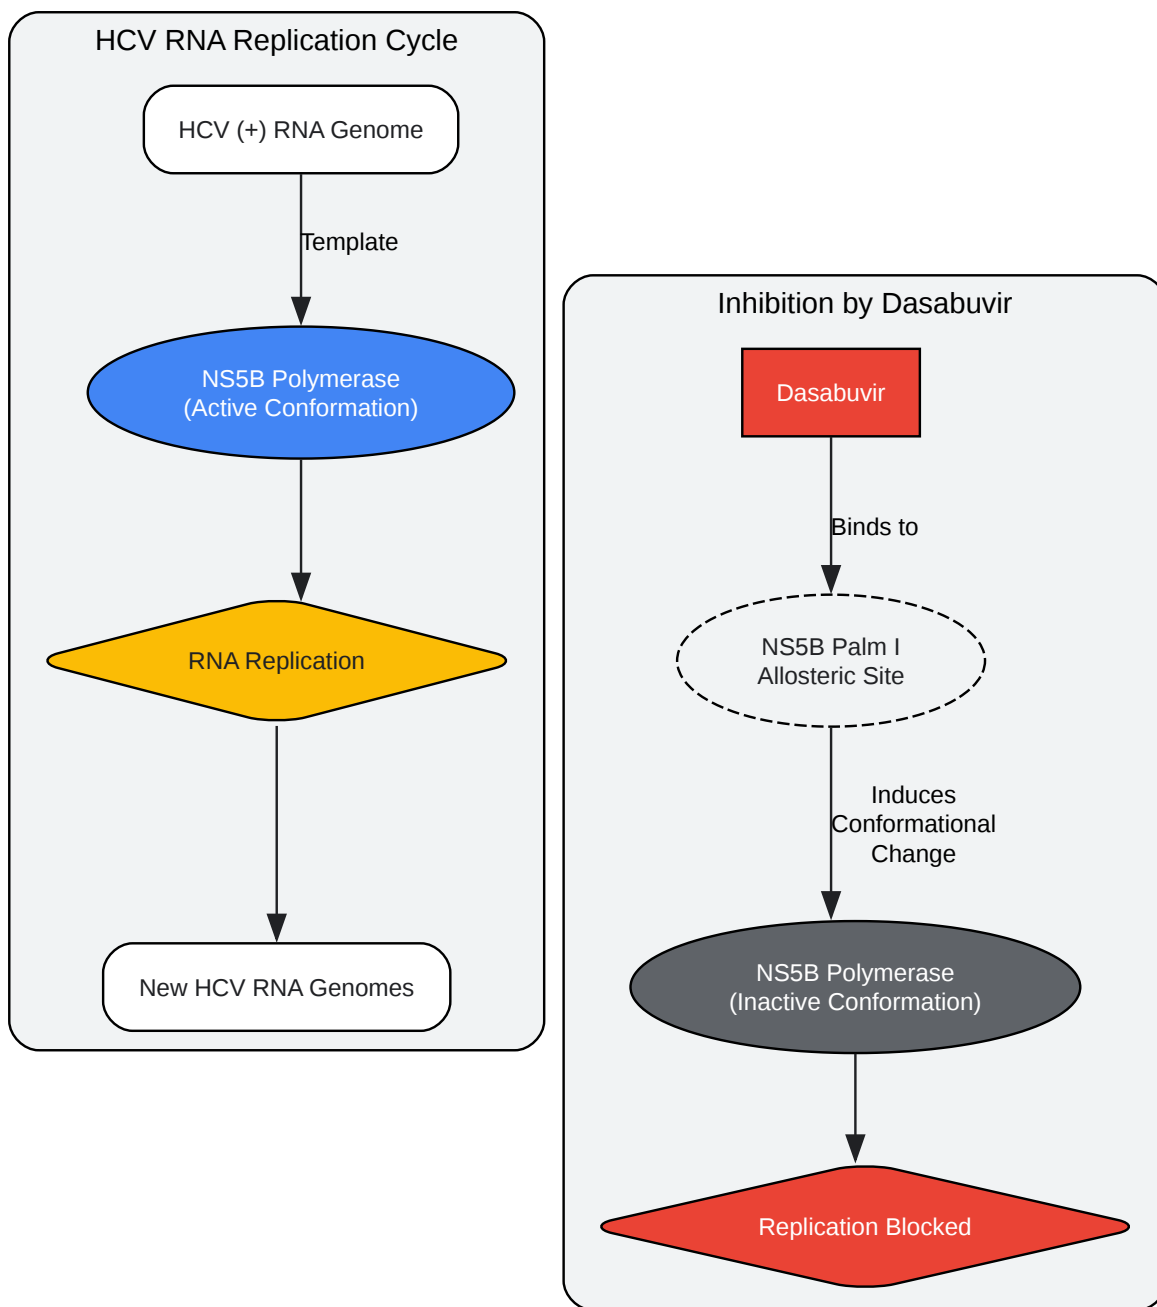 HCV RNA Replication Cycle
HCV (+) RNA Genome
Template
NS5B Polymerase
(Active Conformation)
RNA Replication
New HCV RNA Genomes
Inhibition by Dasabuvir
Dasabuvir
Binds to
NS5B Palm I
Allosteric Site
Induces
Conformational
Change
NS5B Polymerase
(Inactive Conformation)
Replication Blocked